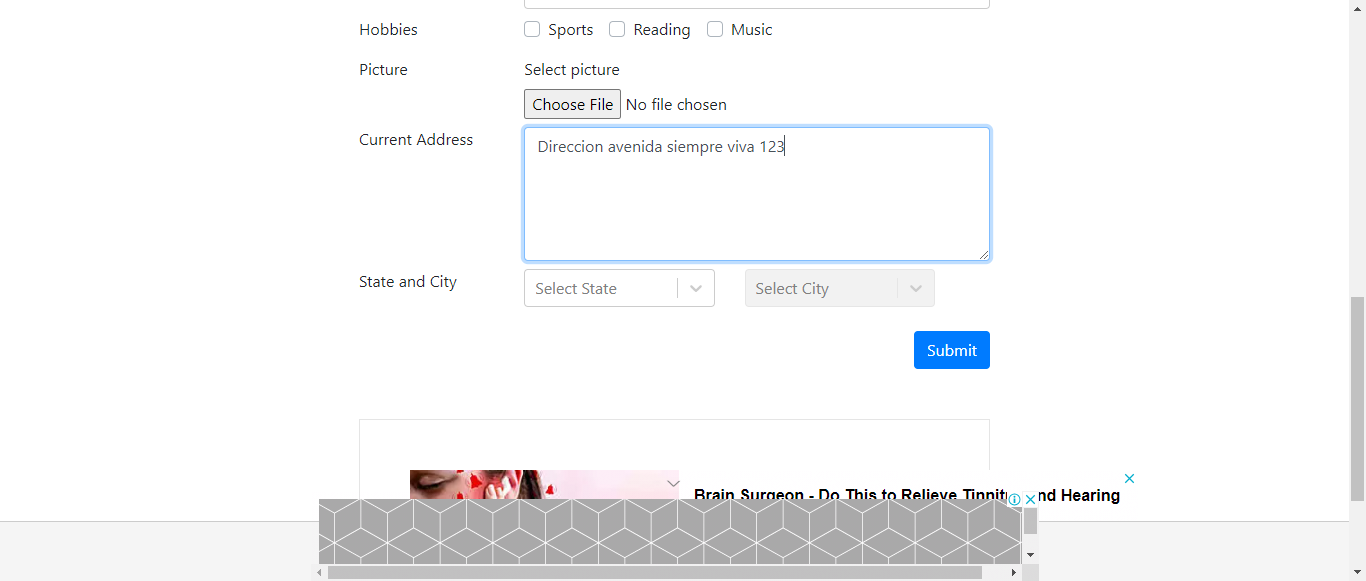 Hobbies Sports Reading Music
Picture Select picture
Choose File No file chosen
Current Address Direccion avenida siempre viva 123
State and City Select State Select City
Submit
Brain Surgeon - Do This to Relieve Tinnit nd Hearing